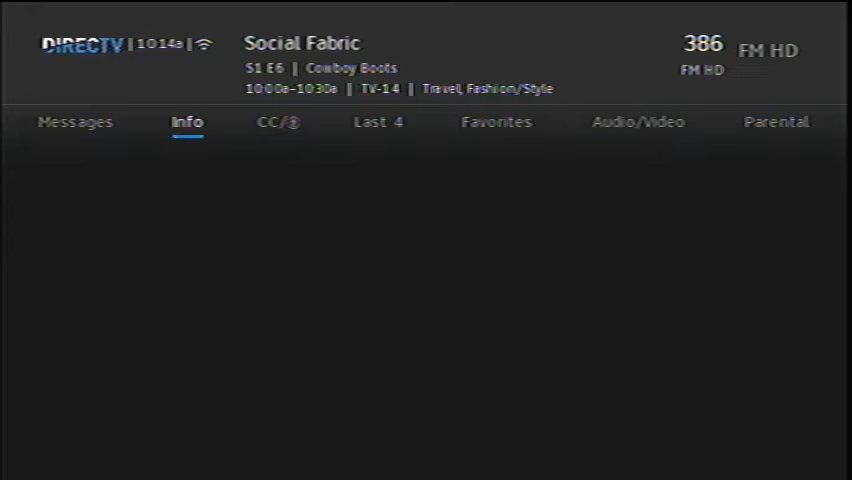 DIRECTV | 10:14a |
Social Fabric
S1 E6 | Cowboy Boots
10:00a-10:30a | TV-14 | Travel, Fashion/Style
386 FM HD
FM HD
Messages Info CC/ Last 4 Favorites Audio/Video Parental